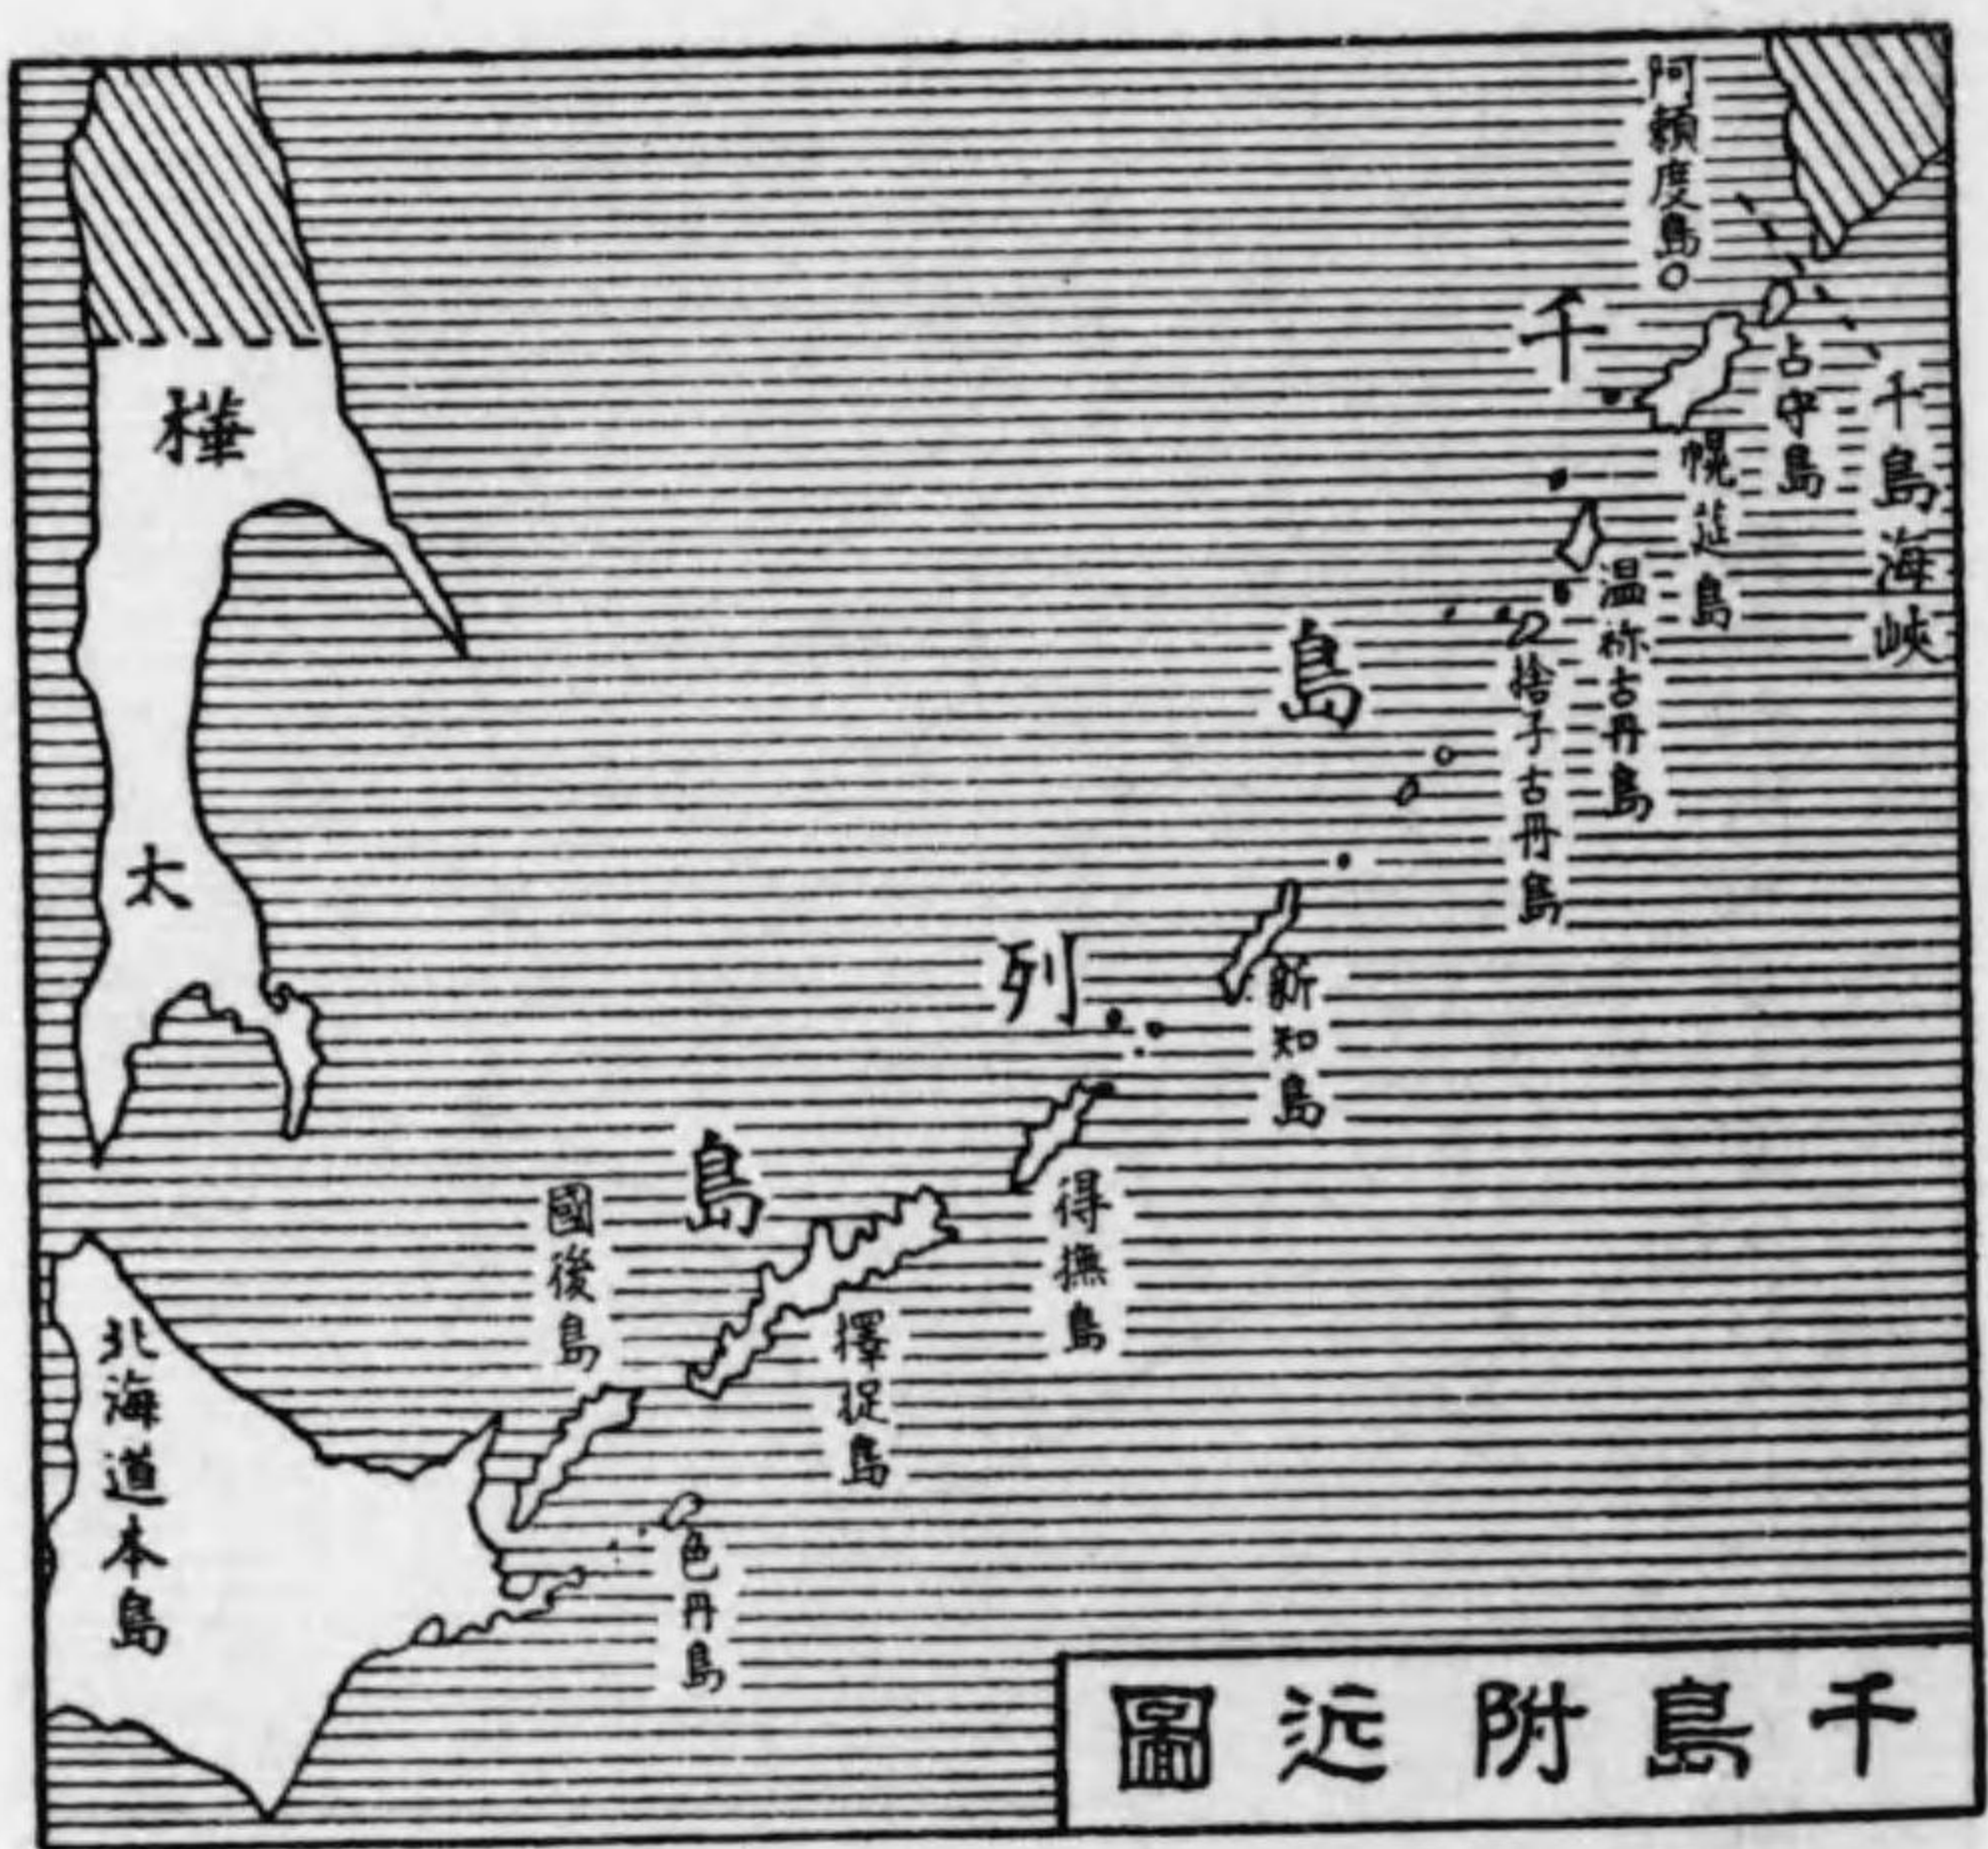 千島附近圖
千島列島
阿頼度島
千島海峽
占守島
幌筵島
温祢古丹島
捨子古丹島
新知島
得撫島
擇捉島
國後島
色丹島
樺太
北海道本島